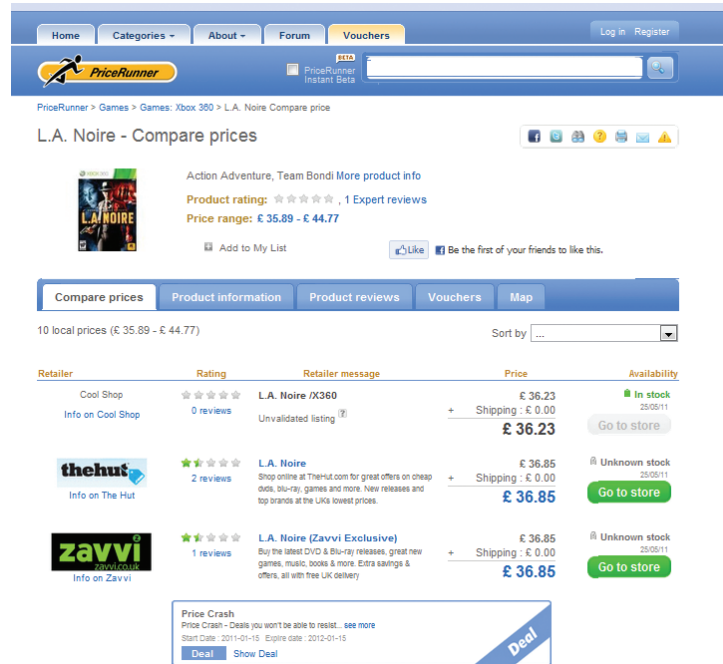 Home Categories About Forum Vouchers Log in Register
PriceRunner
BETA
PriceRunner
Instant Beta
PriceRunner > Games > Games: Xbox 360 > L.A. Noire Compare price
L.A. Noire - Compare prices
XBOX 360
L.A. NOIRE
Action Adventure, Team Bondi More product info
Product rating: , 1 Expert reviews
Price range: £ 35.89 - £ 44.77
Add to My List
Like Be the first of your friends to like this.
Compare prices Product information Product reviews Vouchers Map
10 local prices (£ 35.89 - £ 44.77) Sort by ...
Retailer Rating Retailer message Price Availability
Cool Shop L.A. Noire /X360 £ 36.23 In stock
Info on Cool Shop 0 reviews Unvalidated listing ? + Shipping : £ 0.00 25/05/11
£ 36.23 Go to store
thehut L.A. Noire £ 36.85 Unknown stock
2 reviews Shop online at TheHut.com for great offers on cheap + Shipping : £ 0.00 25/05/11
dvds, blu-ray, games and more. New releases and
Info on The Hut top brands at the UKs lowest prices. £ 36.85 Go to store
zavvi L.A. Noire (Zavvi Exclusive) £ 36.85 Unknown stock
1 reviews Buy the latest DVD & Blu-ray releases, great new + Shipping : £ 0.00 25/05/11
zavvi.co.uk games, music, books & more. Extra savings &
Info on Zavvi offers, all with free UK delivery £ 36.85 Go to store
Price Crash
Price Crash - Deals you won't be able to resist... see more
Start Date : 2011-01-15 Expire date : 2012-01-15
Deal Show Deal Deal